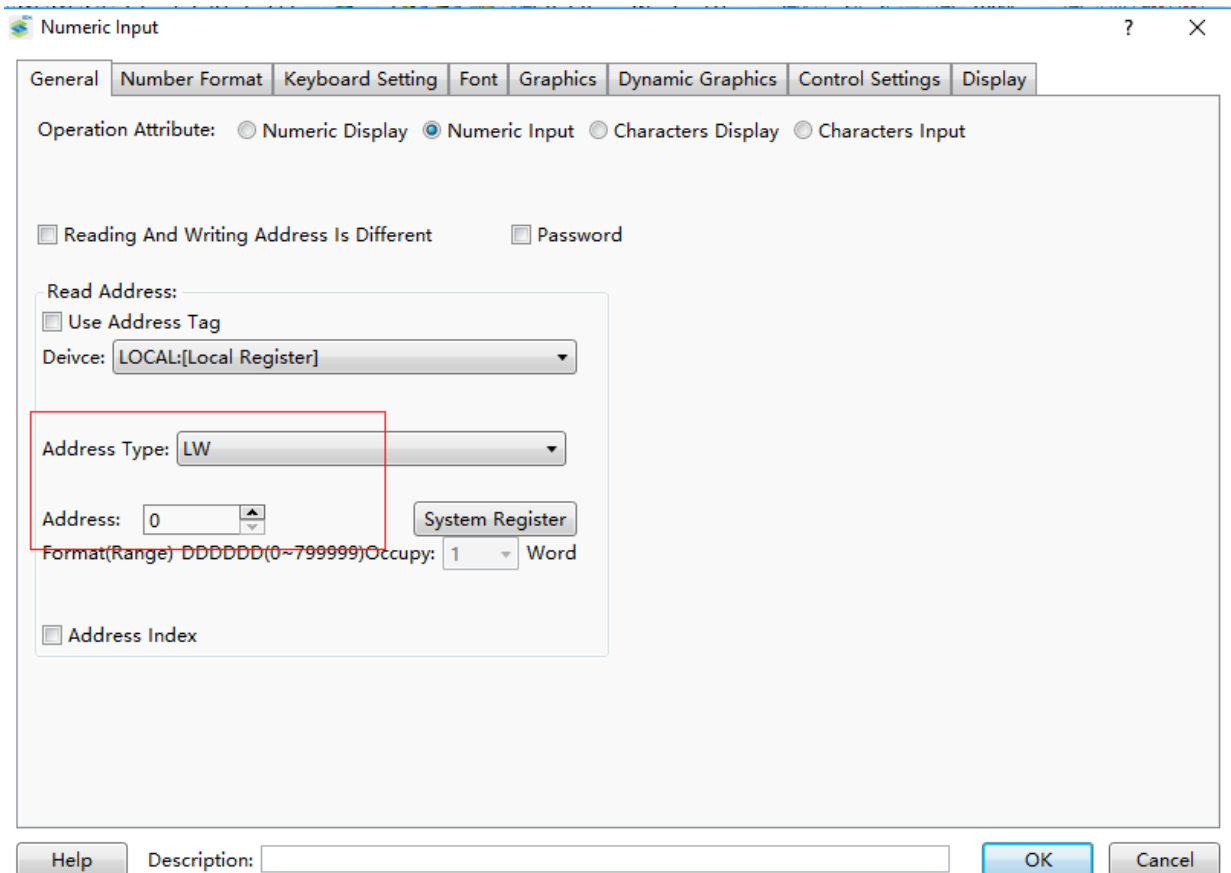 Numeric Input ?
General Number Format Keyboard Setting Font Graphics Dynamic Graphics Control Settings Display
Operation Attribute: Numeric Display Numeric Input Characters Display Characters Input
Reading And Writing Address Is Different Password
Read Address:
Use Address Tag
Deivce: LOCAL:[Local Register]
Address Type: LW
Address: 0 System Register
Format(Range) DDDDDD(0~799999)Occupy: 1 Word
Address Index
Help Description: OK Cancel